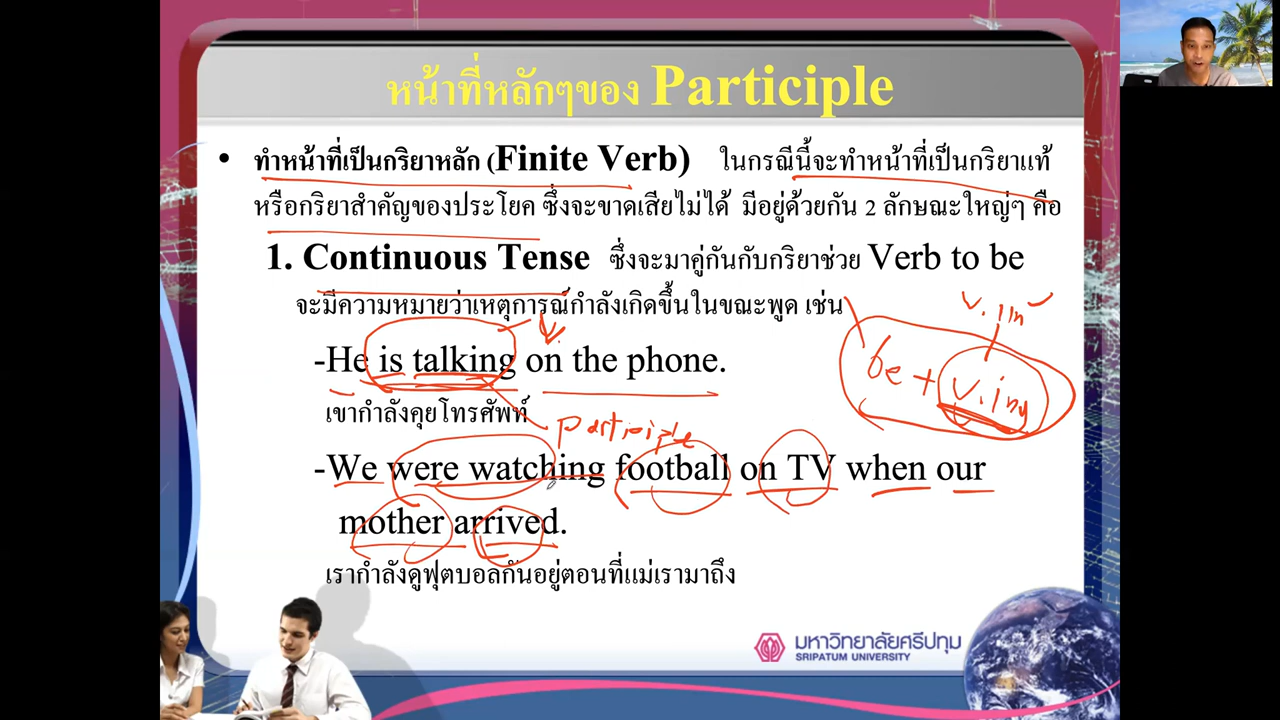 หน้าที่หลักๆของ Participle
• ทำหน้าที่เป็นกริยาหลัก (Finite Verb) ในกรณีนี้จะทำหน้าที่เป็นกริยาแท้
หรือกริยาสำคัญของประโยค ซึ่งจะขาดเสียไม่ได้ มีอยู่ด้วยกัน 2 ลักษณะใหญ่ๆ คือ
1. Continuous Tense ซึ่งจะมาคู่กันกับกริยาช่วย Verb to be
จะมีความหมายว่าเหตุการณ์กำลังเกิดขึ้นในขณะพูด เช่น
-He is talking on the phone.
be + v.ing
เขากำลังคุยโทรศัพท์
participle
-We were watching football on TV when our
mother arrived.
เรากำลังดูฟุตบอลกันอยู่ตอนที่แม่เรามาถึง
มหาวิทยาลัยศรีปทุม
SRIPATUM UNIVERSITY